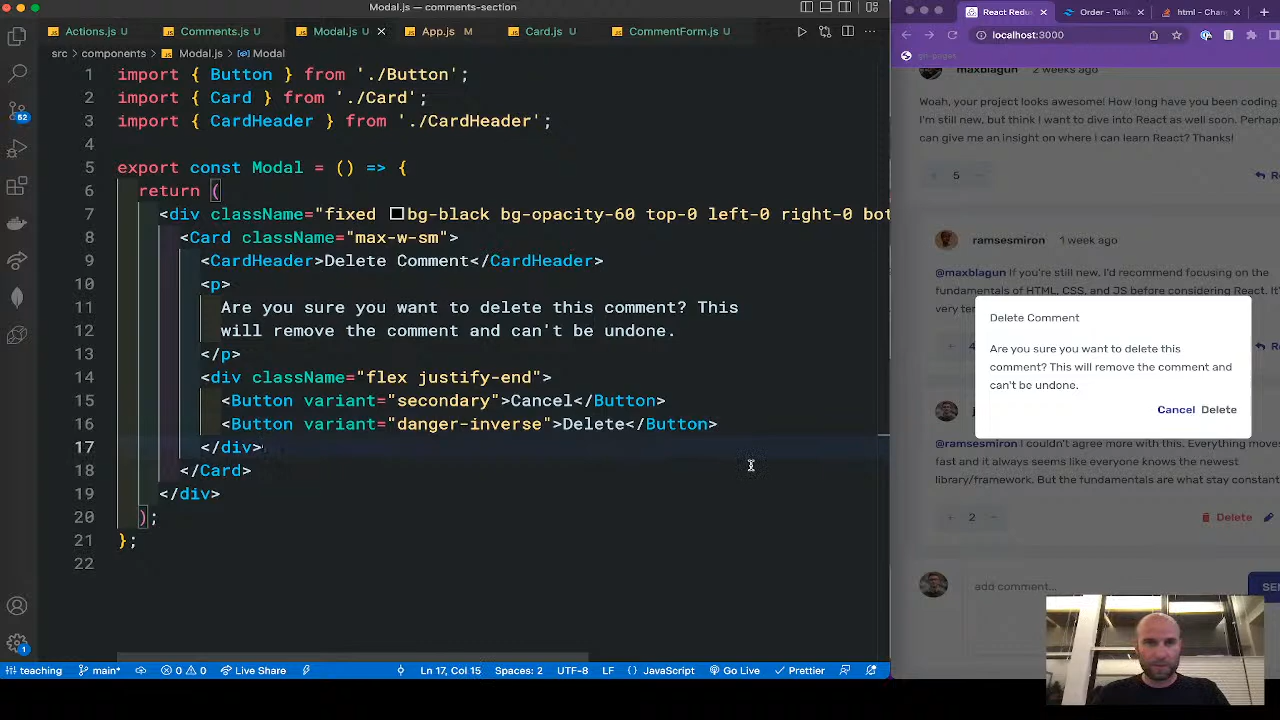 Modal.js — comments-section
Actions.js U
Comments.js U
Modal.js U
App.js M
Card.js U
CommentForm.js U
src > components > Modal.js > Modal
1 import { Button } from './Button';
2 import { Card } from './Card';
3 import { CardHeader } from './CardHeader';
4
5 export const Modal = () => {
6 return (
7 <div className="fixed bg-black bg-opacity-60 top-0 left-0 right-0 bot
8 <Card className="max-w-sm">
9 <CardHeader>Delete Comment</CardHeader>
10 <p>
11 Are you sure you want to delete this comment? This
12 will remove the comment and can't be undone.
13 </p>
14 <div className="flex justify-end">
15 <Button variant="secondary">Cancel</Button>
16 <Button variant="danger-inverse">Delete</Button>
17 </div>
18 </Card>
19 </div>
20 );
21 };
22
52
1
teaching main* 0 0 Live Share Ln 17, Col 15 Spaces: 2 UTF-8 LF JavaScript Go Live Prettier
React Redu
Order - Tailw
html - Chan
localhost:3000
gh-pages
maxblagun 2 weeks ago
Woah, your project looks awesome! How long have you been coding
I'm still new, but think I want to dive into React as well soon. Perhaps
can give me an insight on where I can learn React? Thanks!
5
Re
ramsesmiron 1 week ago
@maxblagun If you're still new, I'd recommend focusing on the
fundamentals of HTML, CSS, and JS before considering React. It's
very ten
4
Re
Delete Comment
Are you sure you want to delete this
comment? This will remove the comment and
can't be undone.
Cancel Delete
@ramsesmiron I couldn't agree more with this. Everything moves
fast and it always seems like everyone knows the newest
library/framework. But the fundamentals are what stay constant
2
Delete
add comment...
SEN